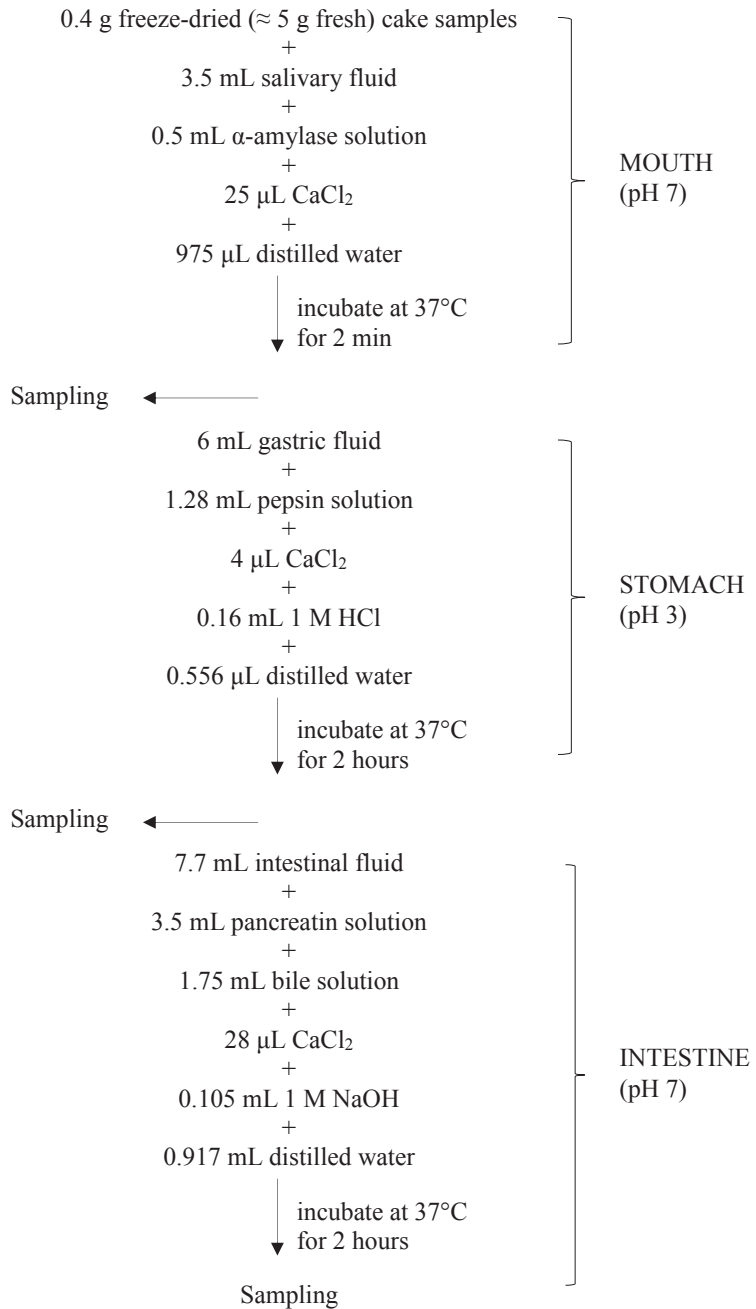 0.4 g freeze-dried (≈ 5 g fresh) cake samples
+
3.5 mL salivary fluid
+
0.5 mL α-amylase solution
+
25 μL CaCl₂
+
975 μL distilled water
MOUTH
(pH 7)
incubate at 37°C
for 2 min
Sampling
6 mL gastric fluid
+
1.28 mL pepsin solution
+
4 μL CaCl₂
+
0.16 mL 1 M HCl
+
0.556 μL distilled water
STOMACH
(pH 3)
incubate at 37°C
for 2 hours
Sampling
7.7 mL intestinal fluid
+
3.5 mL pancreatin solution
+
1.75 mL bile solution
+
28 μL CaCl₂
+
0.105 mL 1 M NaOH
+
0.917 mL distilled water
INTESTINE
(pH 7)
incubate at 37°C
for 2 hours
Sampling